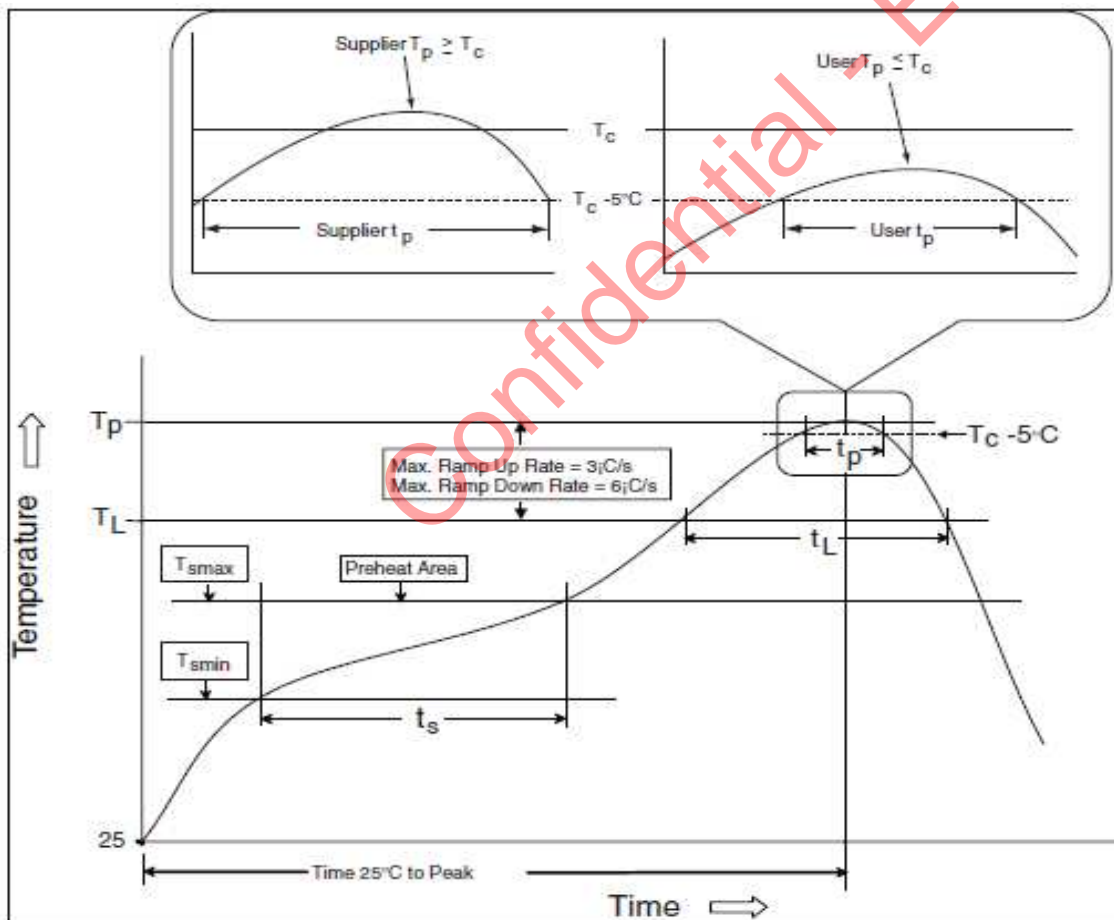 Supplier Tp ≥ Tc
User Tp ≤ Tc
Tc
Tc -5°C
Supplier tp
User tp
Tp
Tc -5°C
tp
Max. Ramp Up Rate = 3¡C/s
Max. Ramp Down Rate = 6¡C/s
TL
tL
Tsmax
Preheat Area
Tsmin
ts
Temperature
25
Time 25°C to Peak
Time
Confidential -